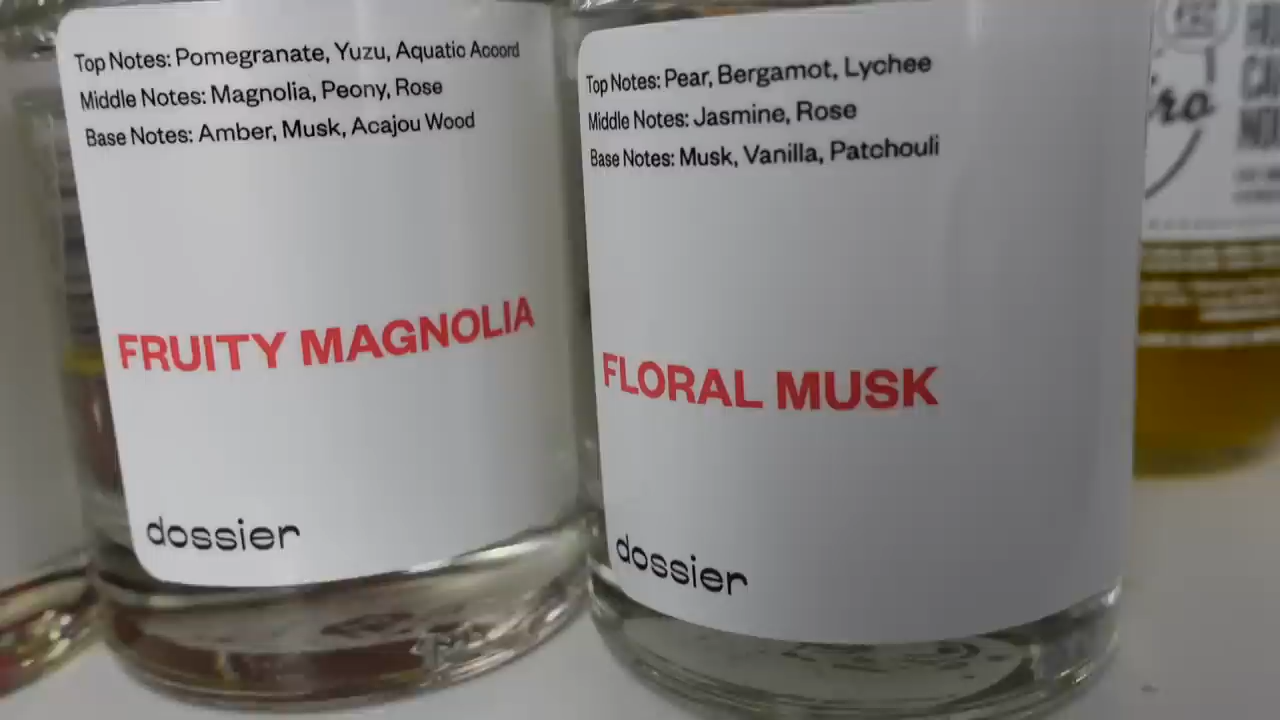 Top Notes: Pomegranate, Yuzu, Aquatic Accord
Middle Notes: Magnolia, Peony, Rose
Base Notes: Amber, Musk, Acajou Wood
FRUITY MAGNOLIA
dossier
Top Notes: Pear, Bergamot, Lychee
Middle Notes: Jasmine, Rose
Base Notes: Musk, Vanilla, Patchouli
FLORAL MUSK
dossier